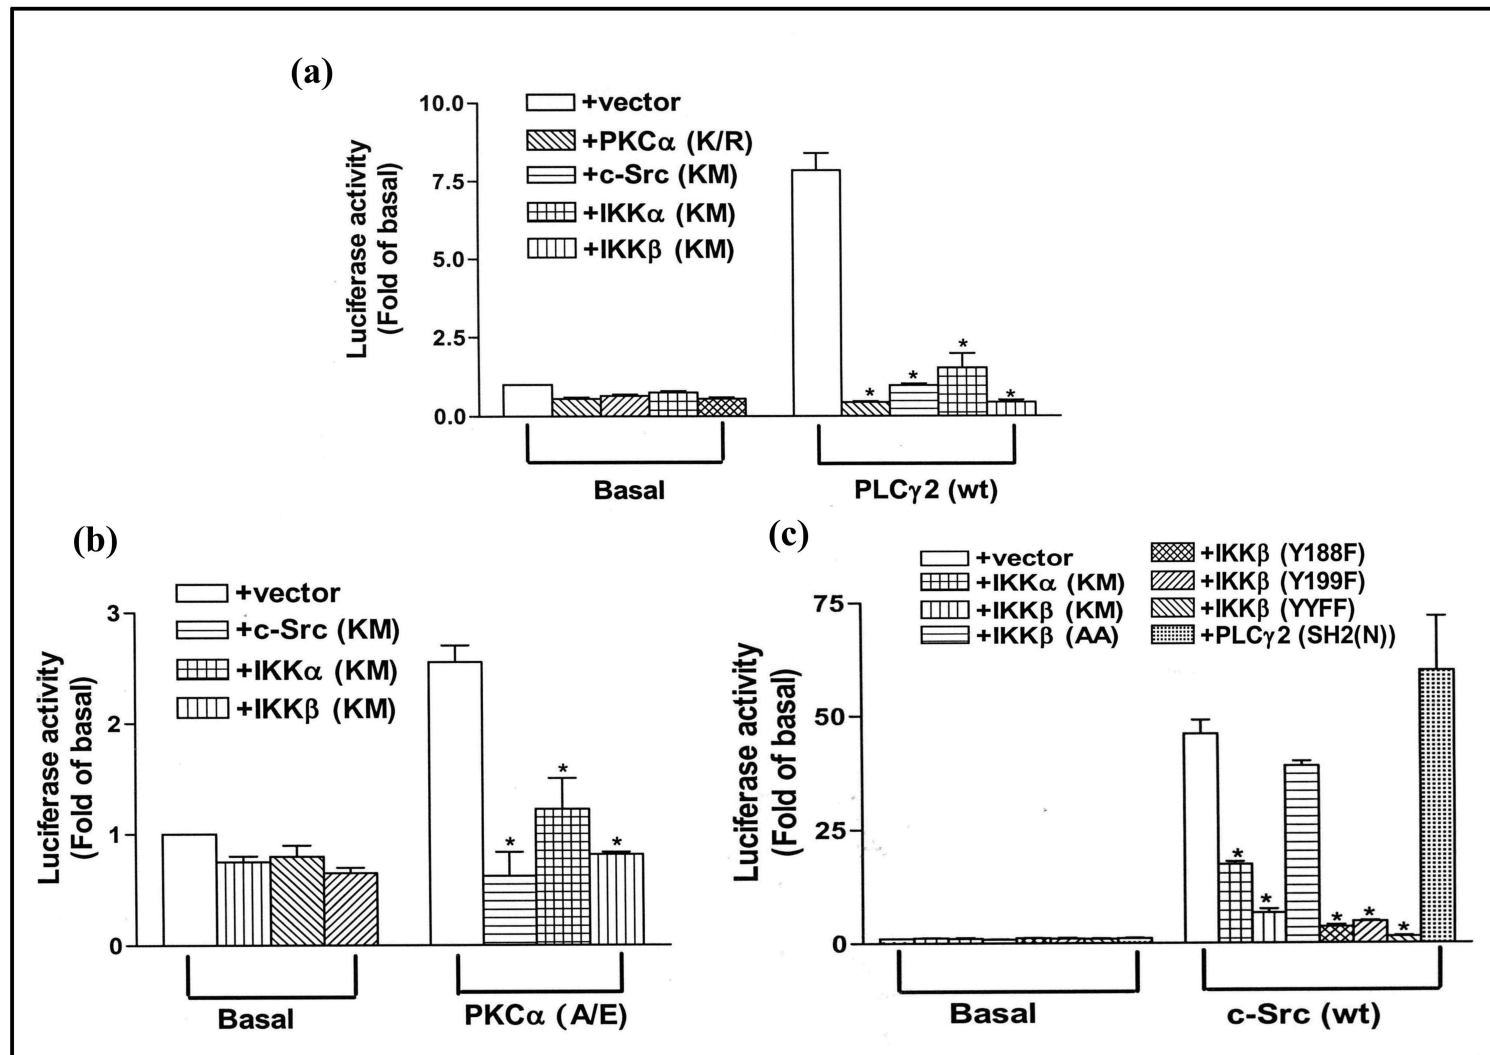 (a)
Luciferase activity
(Fold of basal)
10.0
7.5
5.0
2.5
0.0
+vector
+PKCα (K/R)
+c-Src (KM)
+IKKα (KM)
+IKKβ (KM)
*
*
*
*
Basal
PLCγ2 (wt)
(b)
Luciferase activity
(Fold of basal)
3
2
1
0
+vector
+c-Src (KM)
+IKKα (KM)
+IKKβ (KM)
*
*
*
Basal
PKCα (A/E)
(c)
Luciferase activity
(Fold of basal)
75
50
25
0
+vector
+IKKα (KM)
+IKKβ (KM)
+IKKβ (AA)
+IKKβ (Y188F)
+IKKβ (Y199F)
+IKKβ (YYFF)
+PLCγ2 (SH2(N))
*
*
*
*
*
Basal
c-Src (wt)